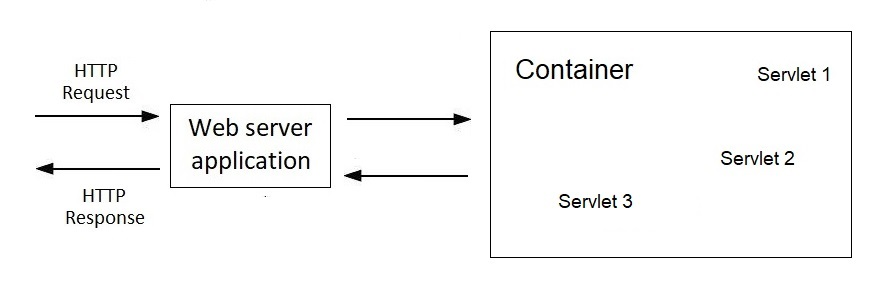 HTTP
Request
Web server
application
HTTP
Response
Container
Servlet 1
Servlet 2
Servlet 3